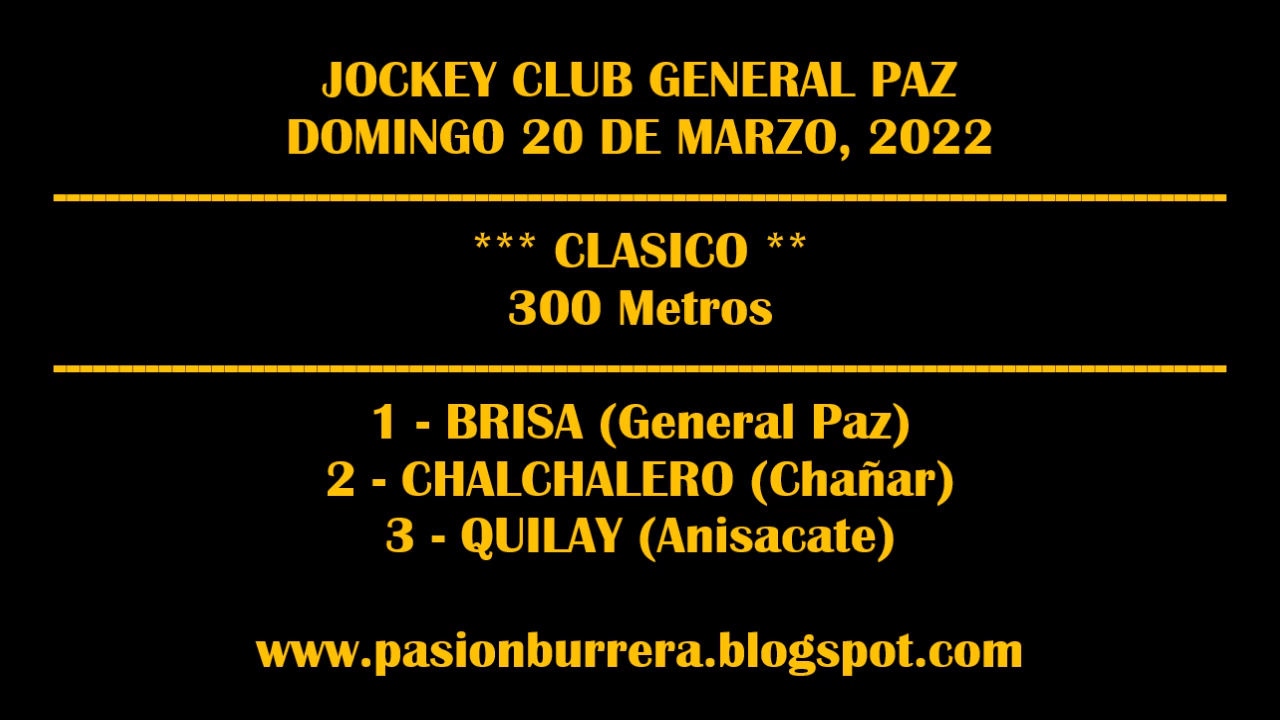 JOCKEY CLUB GENERAL PAZ
DOMINGO 20 DE MARZO, 2022
*** CLASICO **
300 Metros
1 - BRISA (General Paz)
2 - CHALCHALERO (Chañar)
3 - QUILAY (Anisacate)
www.pasionburrera.blogspot.com